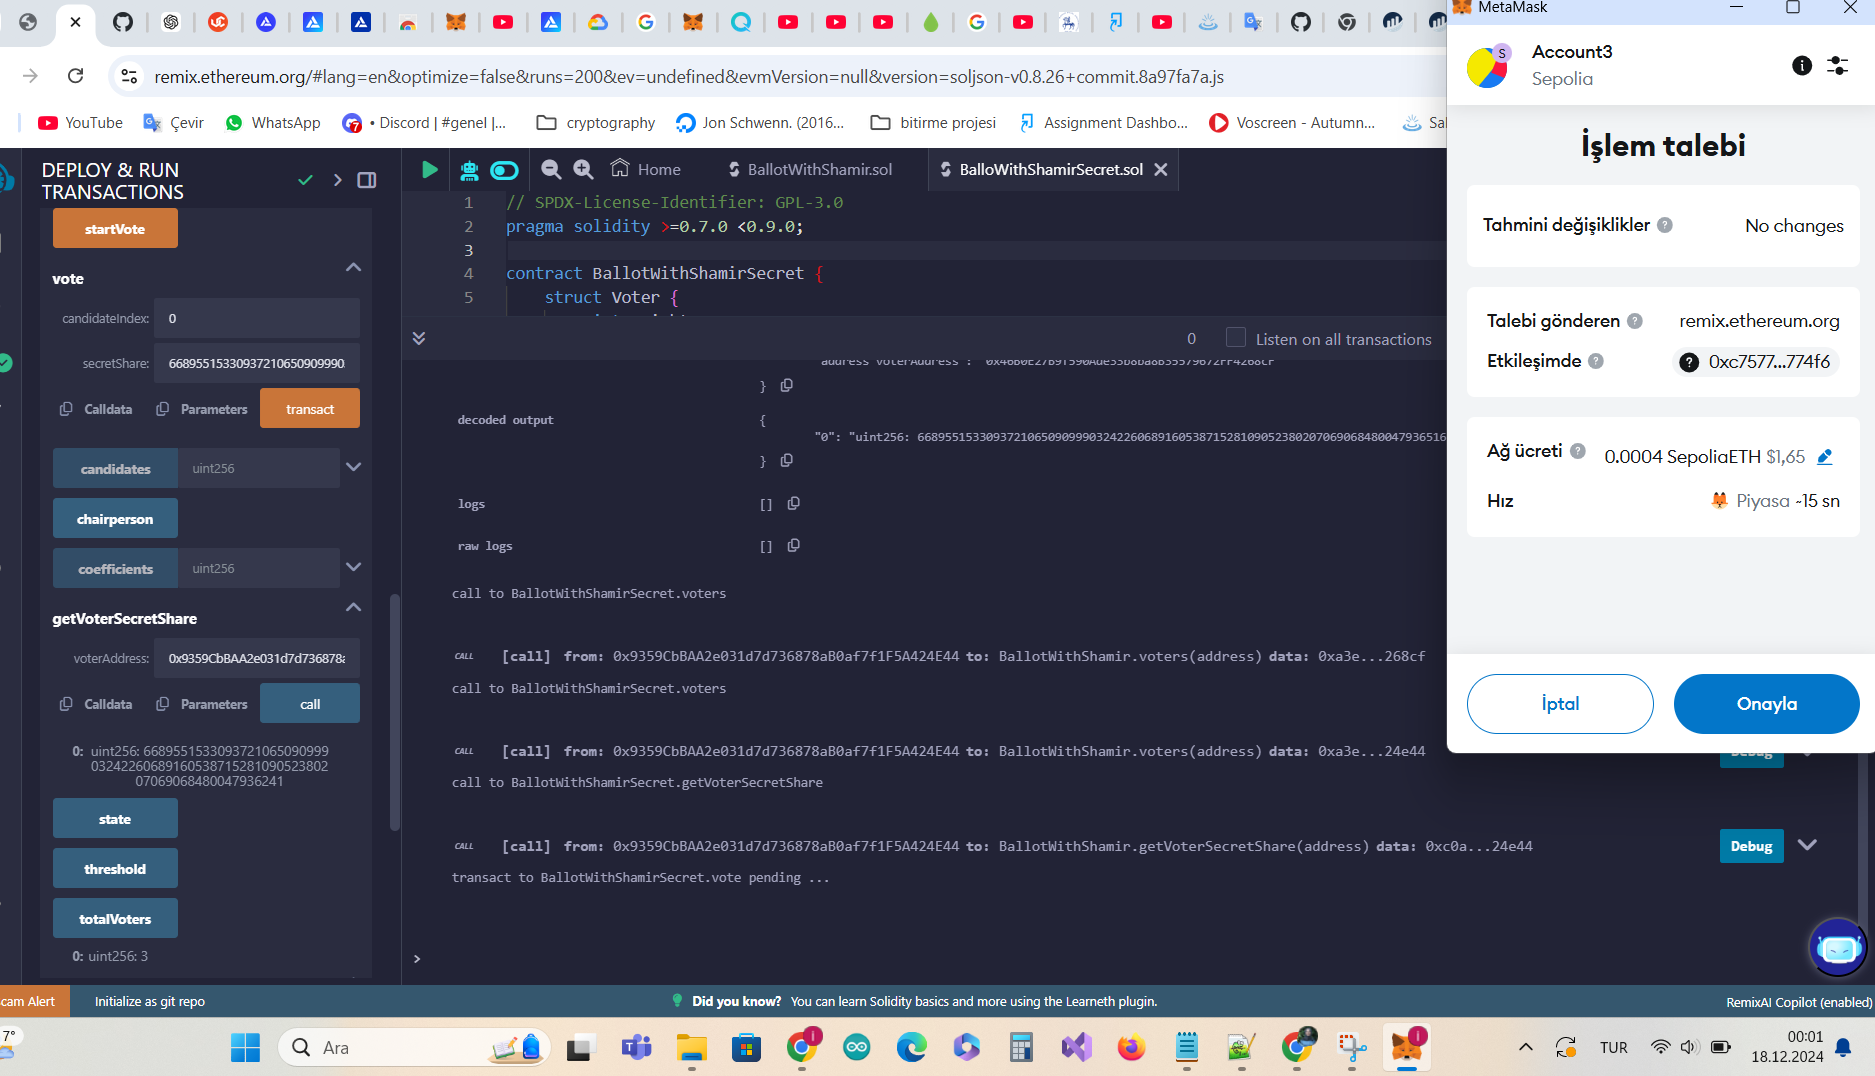 remix.ethereum.org/#lang=en&optimize=false&runs=200&ev=undefined&evmVersion=null&version=soljson-v0.8.26+commit.8a97fa7a.js
YouTube
Çevir
WhatsApp
• Discord | #genel |...
cryptography
Jon Schwenn. (2016...
bitirme projesi
Assignment Dashbo...
Voscreen - Autumn...
DEPLOY & RUN
TRANSACTIONS
startVote
vote
candidateIndex: 0
secretShare: 66895515330937210650909990
Calldata Parameters transact
candidates uint256
chairperson
coefficients uint256
getVoterSecretShare
voterAddress: 0x9359CbBAA2e031d7d736878a
Calldata Parameters call
0: uint256: 6689551533093721065090999
0324226068916053871528109052380​2
07069068480047936241
state
threshold
totalVoters
0: uint256: 3
Home
BallotWithShamir.sol
BalloWithShamirSecret.sol
1 // SPDX-License-Identifier: GPL-3.0
2 pragma solidity >=0.7.0 <0.9.0;
3
4 contract BallotWithShamirSecret {
5 struct Voter {
0 Listen on all transactions
}
decoded output {
"0": "uint256: 66895515330937210650909990324226068916053871528109052380207069068480047936516
}
logs []
raw logs []
call to BallotWithShamirSecret.voters
CALL [call] from: 0x9359CbBAA2e031d7d736878aB0af7f1F5A424E44 to: BallotWithShamir.voters(address) data: 0xa3e...268cf
call to BallotWithShamirSecret.voters
CALL [call] from: 0x9359CbBAA2e031d7d736878aB0af7f1F5A424E44 to: BallotWithShamir.voters(address) data: 0xa3e...24e44
Debug
call to BallotWithShamirSecret.getVoterSecretShare
CALL [call] from: 0x9359CbBAA2e031d7d736878aB0af7f1F5A424E44 to: BallotWithShamir.getVoterSecretShare(address) data: 0xc0a...24e44
Debug
transact to BallotWithShamirSecret.vote pending ...
>
MetaMask
Account3
S
Sepolia
İşlem talebi
Tahmini değişiklikler No changes
Talebi gönderen remix.ethereum.org
Etkileşimde 0xc7577...774f6
Ağ ücreti 0.0004 SepoliaETH $1,65
Hız Piyasa ~15 sn
İptal
Onayla
cam Alert
Initialize as git repo
Did you know? You can learn Solidity basics and more using the Learneth plugin.
RemixAI Copilot (enabled)
7°
Ara
TUR
00:01
18.12.2024